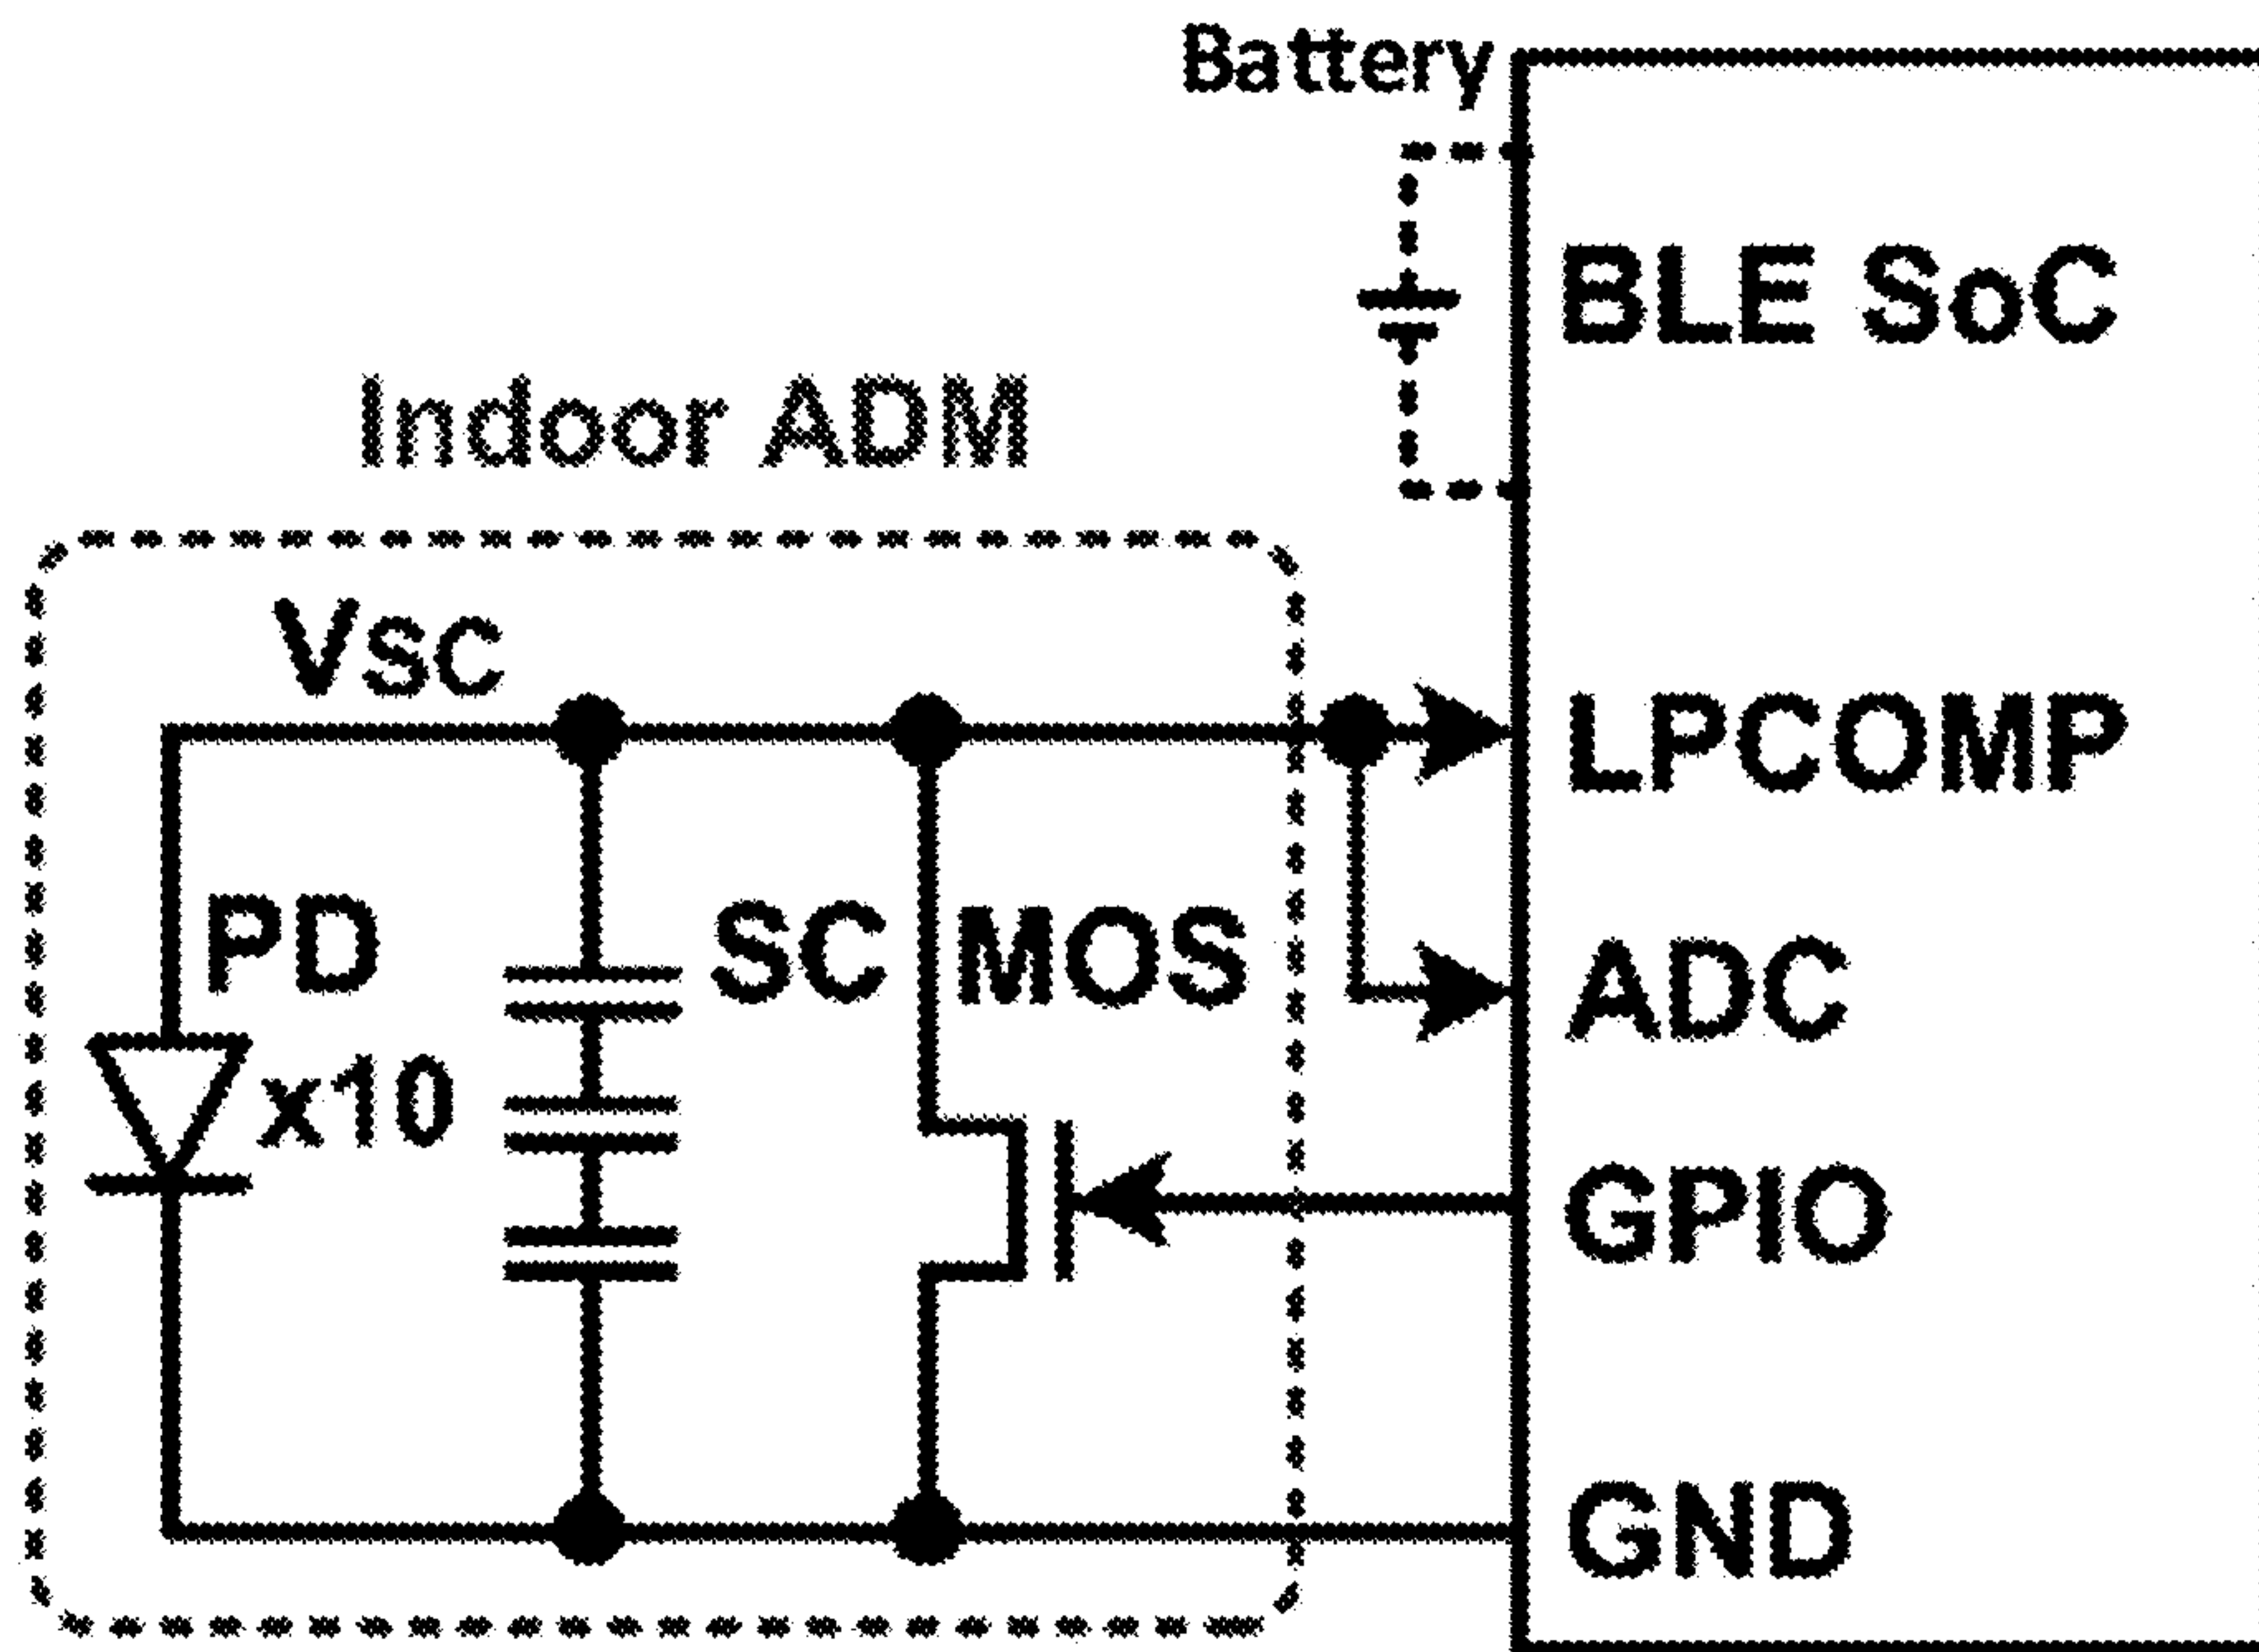 Battery
BLE SoC
Indoor ADM
Vsc
LPCOMP
PD
SC MOS
ADC
x10
GPIO
GND